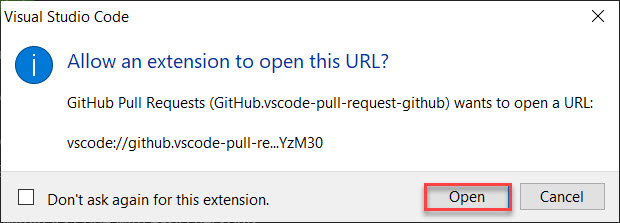 Visual Studio Code
Allow an extension to open this URL?
GitHub Pull Requests (GitHub.vscode-pull-request-github) wants to open a URL:
vscode://github.vscode-pull-re...YzM30
Don't ask again for this extension.
Open
Cancel